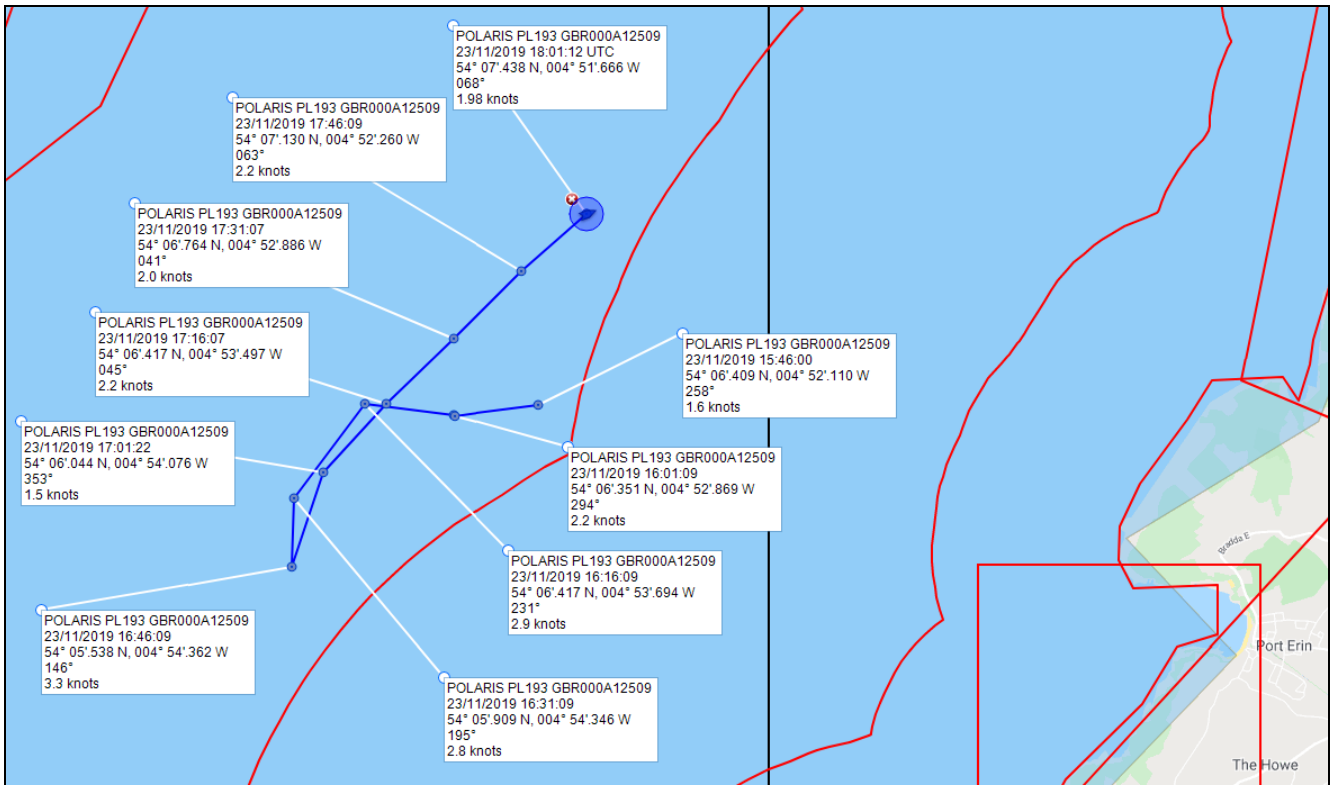 POLARIS PL193 GBR000A12509
23/11/2019 18:01:12 UTC
54° 07'.438 N, 004° 51'.666 W
068°
1.98 knots
POLARIS PL193 GBR000A12509
23/11/2019 17:46:09
54° 07'.130 N, 004° 52'.260 W
063°
2.2 knots
POLARIS PL193 GBR000A12509
23/11/2019 17:31:07
54° 06'.764 N, 004° 52'.886 W
041°
2.0 knots
POLARIS PL193 GBR000A12509
23/11/2019 17:16:07
54° 06'.417 N, 004° 53'.497 W
045°
2.2 knots
POLARIS PL193 GBR000A12509
23/11/2019 15:46:00
54° 06'.409 N, 004° 52'.110 W
258°
1.6 knots
POLARIS PL193 GBR000A12509
23/11/2019 17:01:22
54° 06'.044 N, 004° 54'.076 W
353°
1.5 knots
POLARIS PL193 GBR000A12509
23/11/2019 16:01:09
54° 06'.351 N, 004° 52'.869 W
294°
2.2 knots
POLARIS PL193 GBR000A12509
23/11/2019 16:16:09
54° 06'.417 N, 004° 53'.694 W
231°
2.9 knots
POLARIS PL193 GBR000A12509
23/11/2019 16:46:09
54° 05'.538 N, 004° 54'.362 W
146°
3.3 knots
POLARIS PL193 GBR000A12509
23/11/2019 16:31:09
54° 05'.909 N, 004° 54'.346 W
195°
2.8 knots
Bradda E
Port Erin
The Howe